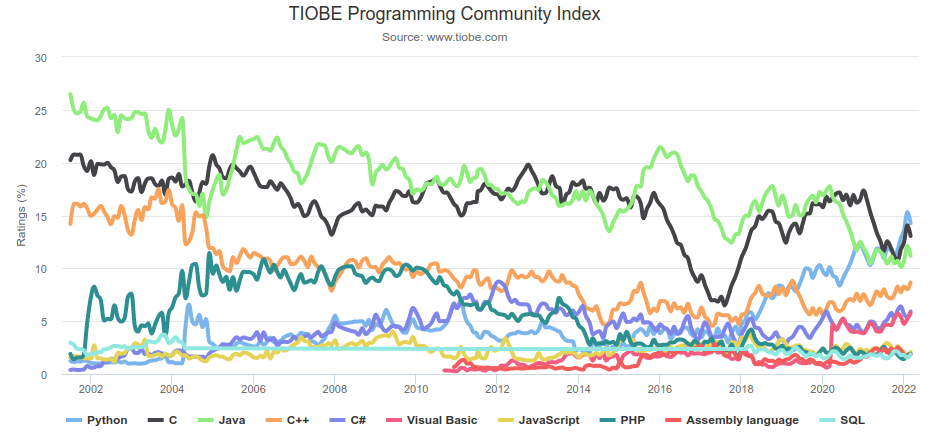 TIOBE Programming Community Index
Source: www.tiobe.com
Ratings (%)
30
25
20
15
10
5
0
2002 2004 2006 2008 2010 2012 2014 2016 2018 2020 2022
Python C Java C++ C# Visual Basic JavaScript PHP Assembly language SQL